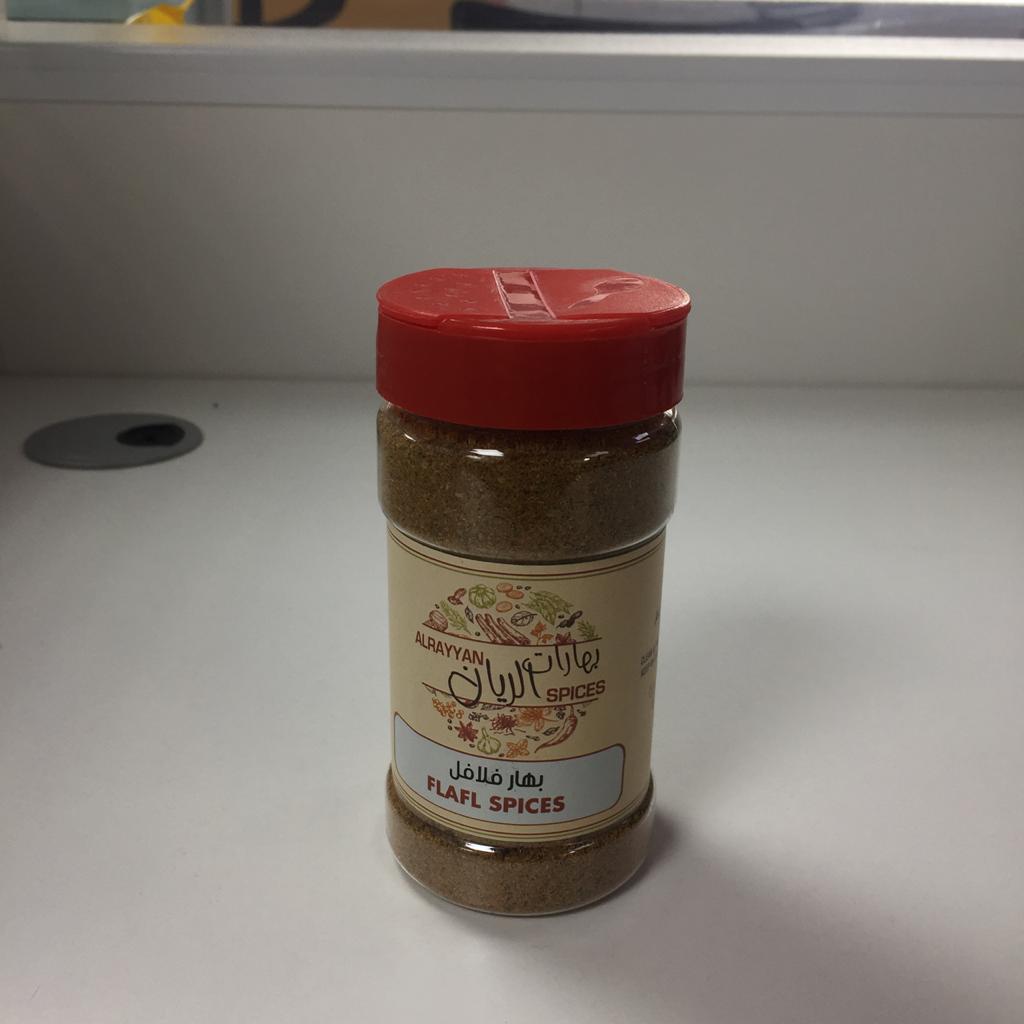 ALRAYYAN
بهارات
الريان
SPICES
بهار فلافل
FLAFL SPICES